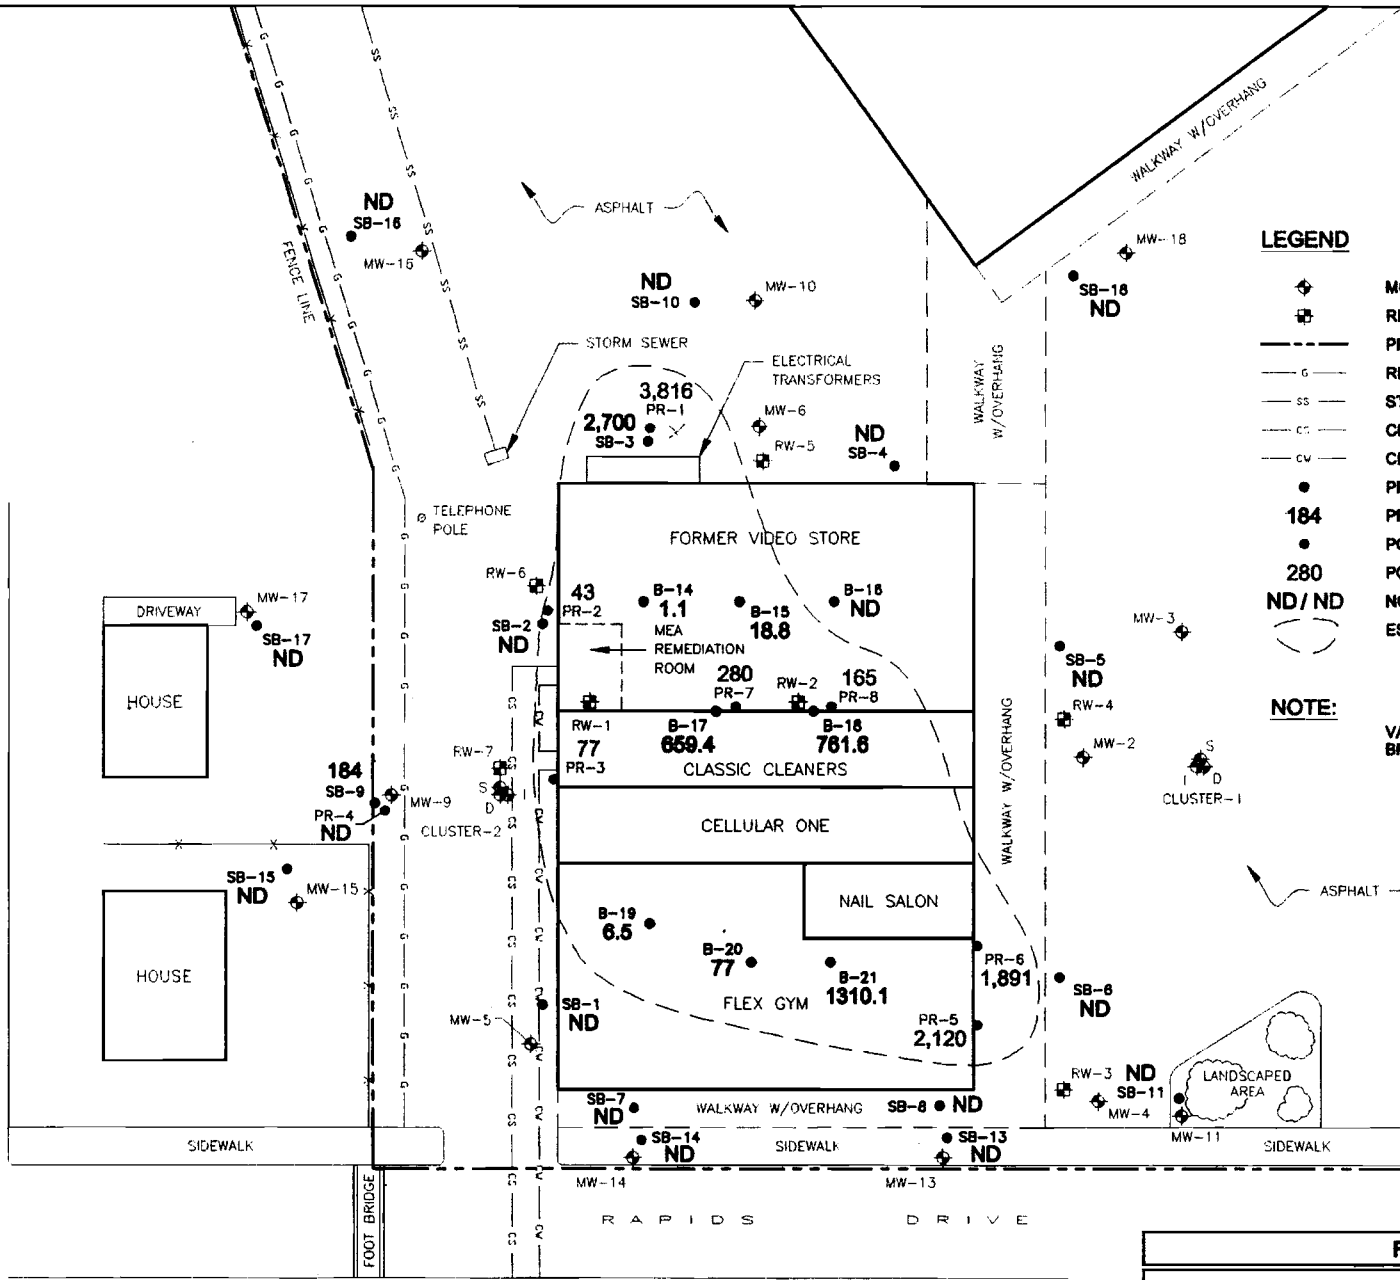 WALKWAY W/OVERHANG
ND
SB-16
MW-16
FENCE LINE
ASPHALT
ND
SB-10
MW-10
MW-18
SB-18
ND
STORM SEWER
ELECTRICAL
TRANSFORMERS
WALKWAY
W/OVERHANG
3,816
PR-1
2,700
SB-3
MW-6
RW-5
ND
SB-4
TELEPHONE
POLE
FORMER VIDEO STORE
RW-6
43
PR-2
SB-2
ND
B-14
1.1
B-15
18.8
B-16
ND
MEA
REMEDIATION
ROOM
280
PR-7
RW-2
165
PR-8
RW-1
77
PR-3
B-17
659.4
B-18
761.6
CLASSIC CLEANERS
CELLULAR ONE
NAIL SALON
WALKWAY W/OVERHANG
DRIVEWAY
MW-17
SB-17
ND
HOUSE
RW-7
S
I
D
CLUSTER-2
184
SB-9
MW-9
PR-4
ND
SB-15
ND
MW-15
HOUSE
B-19
6.5
B-20
77
B-21
1310.1
FLEX GYM
PR-6
1,891
PR-5
2,120
SB-1
ND
MW-5
MW-3
SB-5
ND
RW-4
MW-2
S
I
D
CLUSTER-1
ASPHALT
SB-6
ND
RW-3
MW-4
ND
SB-11
MW-11
LANDSCAPED
AREA
SB-7
ND
WALKWAY W/OVERHANG
SB-8
ND
SIDEWALK
SB-14
ND
SIDEWALK
SB-13
ND
SIDEWALK
MW-14
MW-13
FOOT BRIDGE
RAPIDS DRIVE
LEGEND
G
SS
CS
CW
184
280
ND / ND
NOTE: